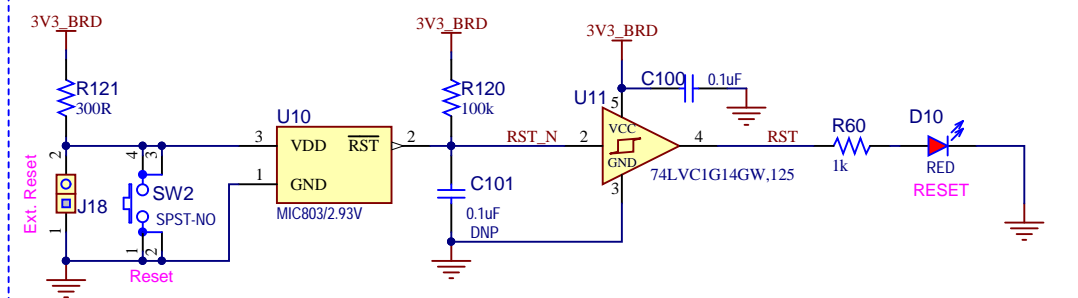 3V3_BRD
3V3_BRD
3V3_BRD
R121
300R
R120
100k
C100
0.1uF
U10
U11
5
D10
3
VDD
RST
2
RST_N
2
VCC
GND
4
RST
R60
1k
RED
RESET
2
4
3
1
GND
MIC803/2.93V
74LVC1G14GW,125
3
Ext. Reset
J18
SW2
SPST-NO
C101
0.1uF
DNP
1
1
2
Reset